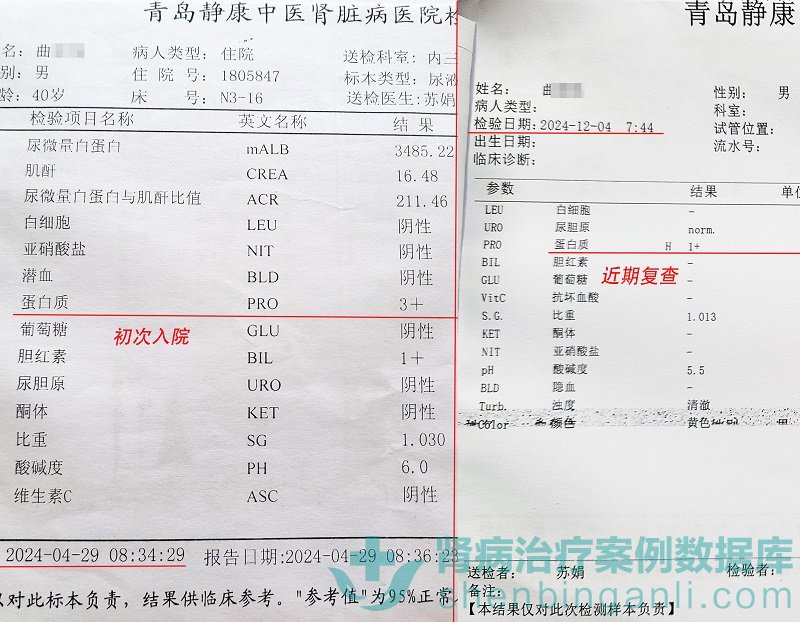 青岛静康中医肾脏病医院检
名：曲
病人类型：住院
送检科室：内三
别：男
住 院 号：1805847
标本类型：尿液
龄：40岁
床 号：N3-16
送检医生：苏娟
检验项目名称 英文名称 结 果
尿微量白蛋白 mALB 3485.22
肌酐 CREA 16.48
尿微量白蛋白与肌酐比值 ACR 211.46
白细胞 LEU 阴性
亚硝酸盐 NIT 阴性
潜血 BLD 阴性
蛋白质 PRO 3+
初次入院
葡萄糖 GLU 阴性
胆红素 BIL 1+
尿胆原 URO 阴性
酮体 KET 阴性
比重 SG 1.030
酸碱度 PH 6.0
维生素C ASC 阴性
2024-04-29 08:34:29 报告日期:2024-04-29 08:36:23
对此标本负责，结果供临床参考。"参考值"为95%正常
青岛静康
姓名：曲
性别：男
病人类型：
科室：
检验日期:2024-12-04 7:44
试管位置：
出生日期：
流水号：
临床诊断：
参数 结果 单位
LEU 白细胞 -
URO 尿胆原 norm.
PRO 蛋白质 H 1+
BIL 胆红素 -
近期复查
GLU 葡萄糖 -
VitC 抗坏血酸 -
S.G. 比重 1.013
KET 酮体 -
NIT 亚硝酸盐 -
pH 酸碱度 5.5
BLD 隐血 -
Turb. 浊度 清澈
Color 颜色 黄色
肾病治疗案例数据库
shenbinganli.com
送检者： 苏娟 检验者：
备注：
【本结果仅对此次检测样本负责】